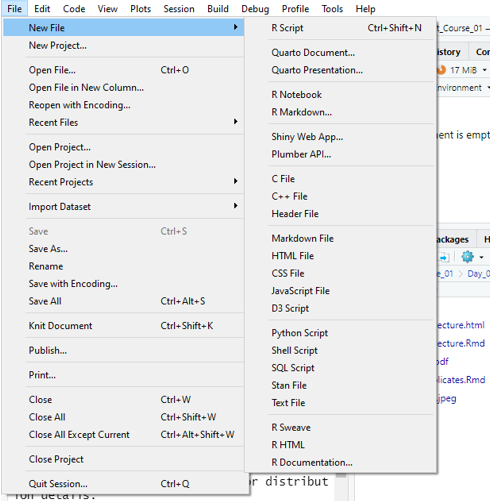 File Edit Code View Plots Session Build Debug Profile Tools Help
New File
New Project...
Open File... Ctrl+O
Open File in New Column...
Reopen with Encoding...
Recent Files
Open Project...
Open Project in New Session...
Recent Projects
Import Dataset
Save Ctrl+S
Save As...
Rename
Save with Encoding...
Save All Ctrl+Alt+S
Knit Document Ctrl+Shift+K
Publish...
Print...
Close Ctrl+W
Close All Ctrl+Shift+W
Close All Except Current Ctrl+Alt+Shift+W
Close Project
Quit Session... Ctrl+Q
R Script Ctrl+Shift+N
Quarto Document...
Quarto Presentation...
R Notebook
R Markdown...
Shiny Web App...
Plumber API...
C File
C++ File
Header File
Markdown File
HTML File
CSS File
JavaScript File
D3 Script
Python Script
Shell Script
SQL Script
Stan File
Text File
R Sweave
R HTML
R Documentation...
t_Course_01
istory Con
17 MiB
nvironment
ment is empt
ackages H
e_01 Day_0
ecture.html
ecture.Rmd
odf
licates.Rmd
jpeg
or distribut
ion details.